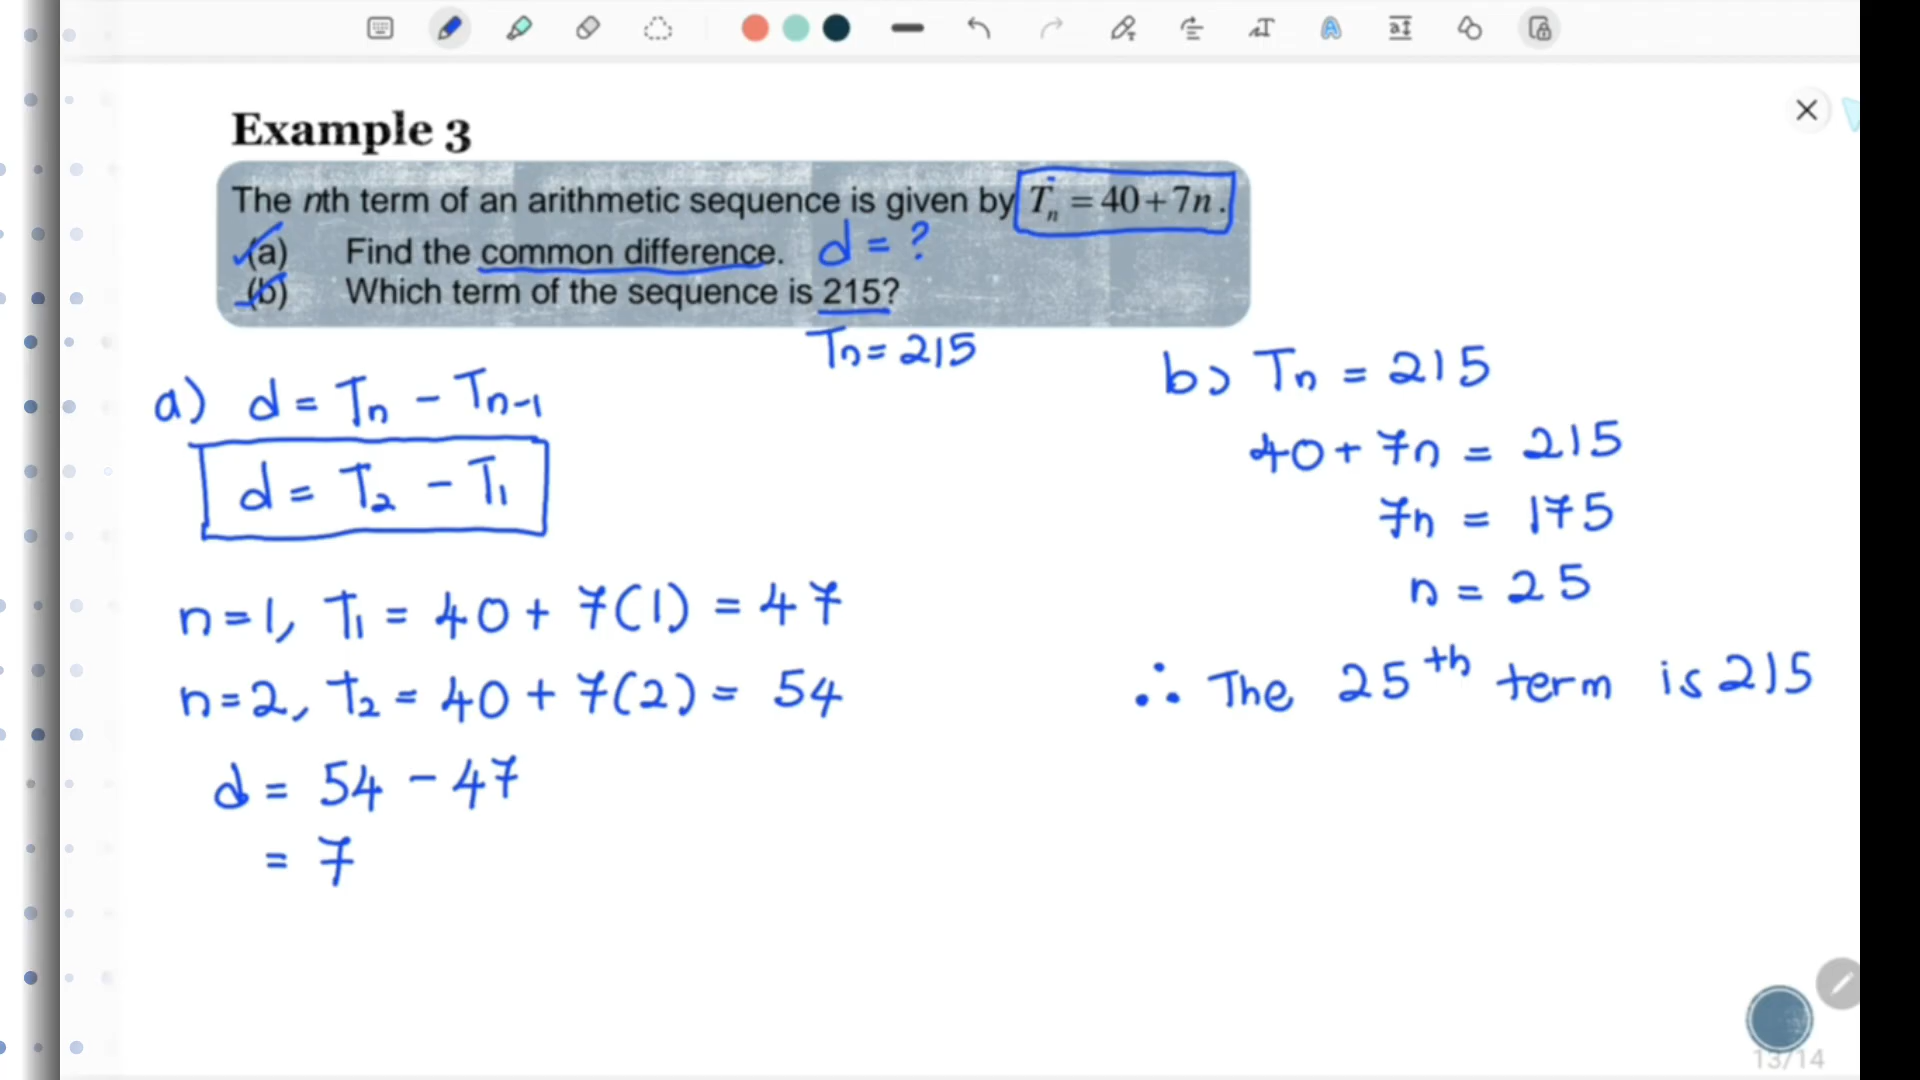 Example 3
The nth term of an arithmetic sequence is given by Tₙ = 40 + 7n.
(a) Find the common difference. d = ?
(b) Which term of the sequence is 215?
Tn = 215
a) d = Tn − Tn-1
d = T2 − T1
n=1, T1 = 40 + 7(1) = 47
n=2, T2 = 40 + 7(2) = 54
d = 54 − 47
= 7
b) Tn = 215
40 + 7n = 215
7n = 175
n = 25
∴ The 25th term is 215
13/14